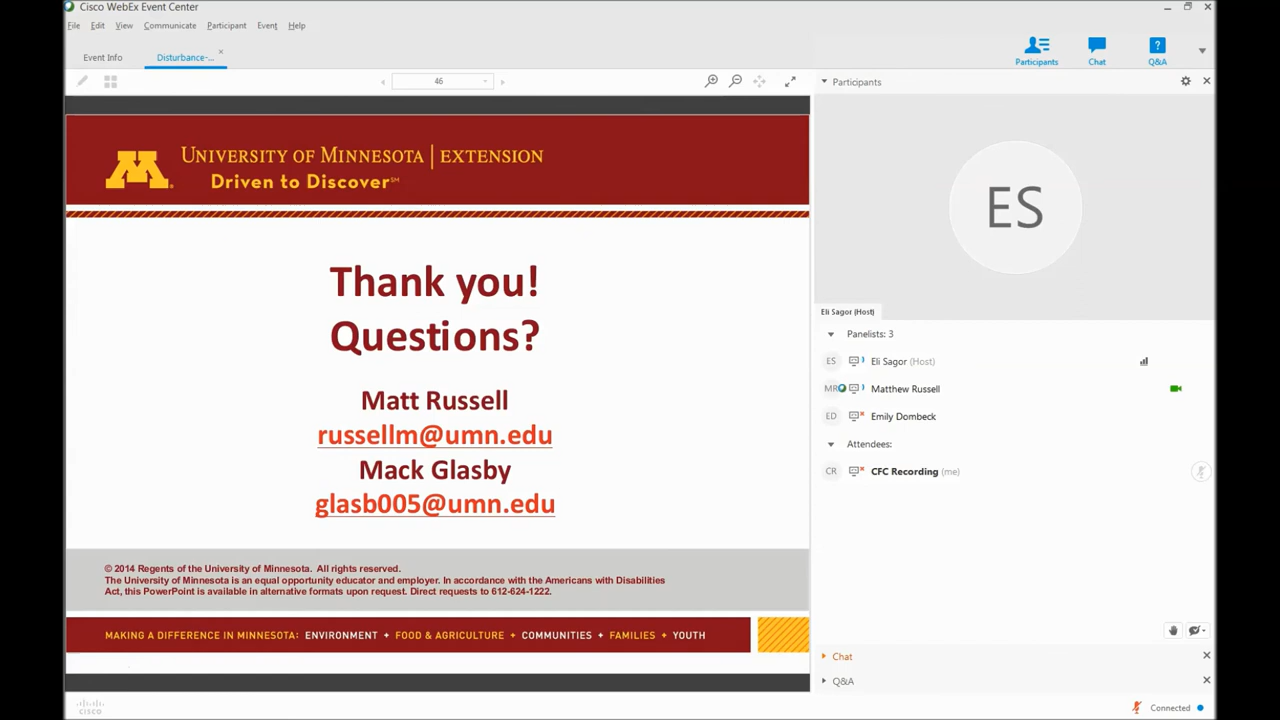 Cisco WebEx Event Center
File Edit View Communicate Participant Event Help
Event Info
Disturbance-...
Participants
Chat
Q&A
46
Participants
UNIVERSITY OF MINNESOTA | EXTENSION
Driven to Discover℠
Thank you!
Questions?
Matt Russell
russellm@umn.edu
Mack Glasby
glasb005@umn.edu
© 2014 Regents of the University of Minnesota. All rights reserved.
The University of Minnesota is an equal opportunity educator and employer. In accordance with the Americans with Disabilities
Act, this PowerPoint is available in alternative formats upon request. Direct requests to 612-624-1222.
MAKING A DIFFERENCE IN MINNESOTA: ENVIRONMENT + FOOD & AGRICULTURE + COMMUNITIES + FAMILIES + YOUTH
CISCO
ES
Eli Sagor (Host)
Panelists: 3
ES Eli Sagor (Host)
MR Matthew Russell
ED Emily Dombeck
Attendees:
CR CFC Recording (me)
Chat
Q&A
Connected